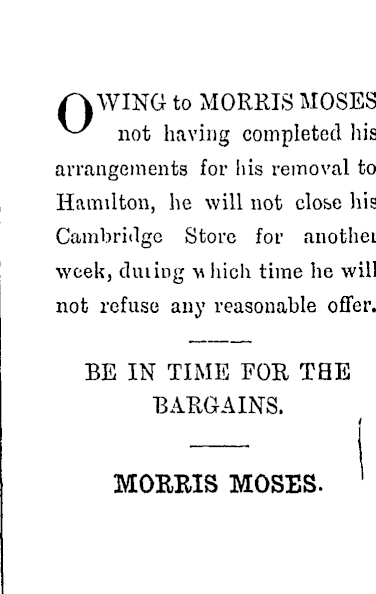 OWING to MORRIS MOSES
not having completed his
arrangements for his removal to
Hamilton, he will not close his
Cambridge Store for another
week, during which time he will
not refuse any reasonable offer.
BE IN TIME FOR THE
BARGAINS.
MORRIS MOSES.